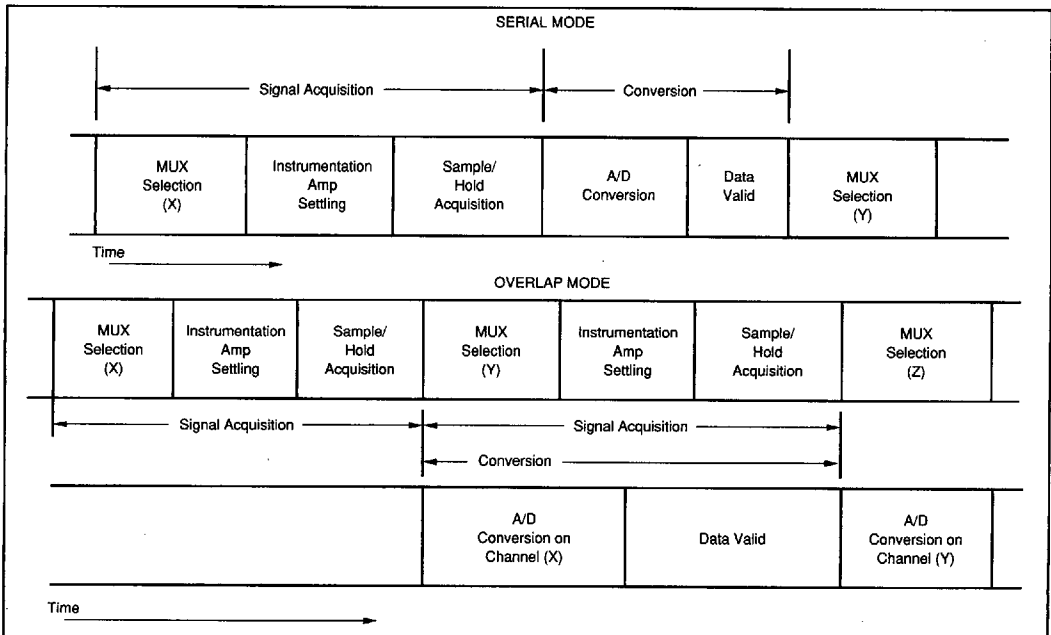 SERIAL MODE
Signal Acquisition
Conversion
MUX
Selection
(X)
Instrumentation
Amp
Settling
Sample/
Hold
Acquisition
A/D
Conversion
Data
Valid
MUX
Selection
(Y)
Time
OVERLAP MODE
MUX
Selection
(X)
Instrumentation
Amp
Settling
Sample/
Hold
Acquisition
MUX
Selection
(Y)
Instrumentation
Amp
Settling
Sample/
Hold
Acquisition
MUX
Selection
(Z)
Signal Acquisition
Signal Acquisition
Conversion
A/D
Conversion on
Channel (X)
Data Valid
A/D
Conversion on
Channel (Y)
Time